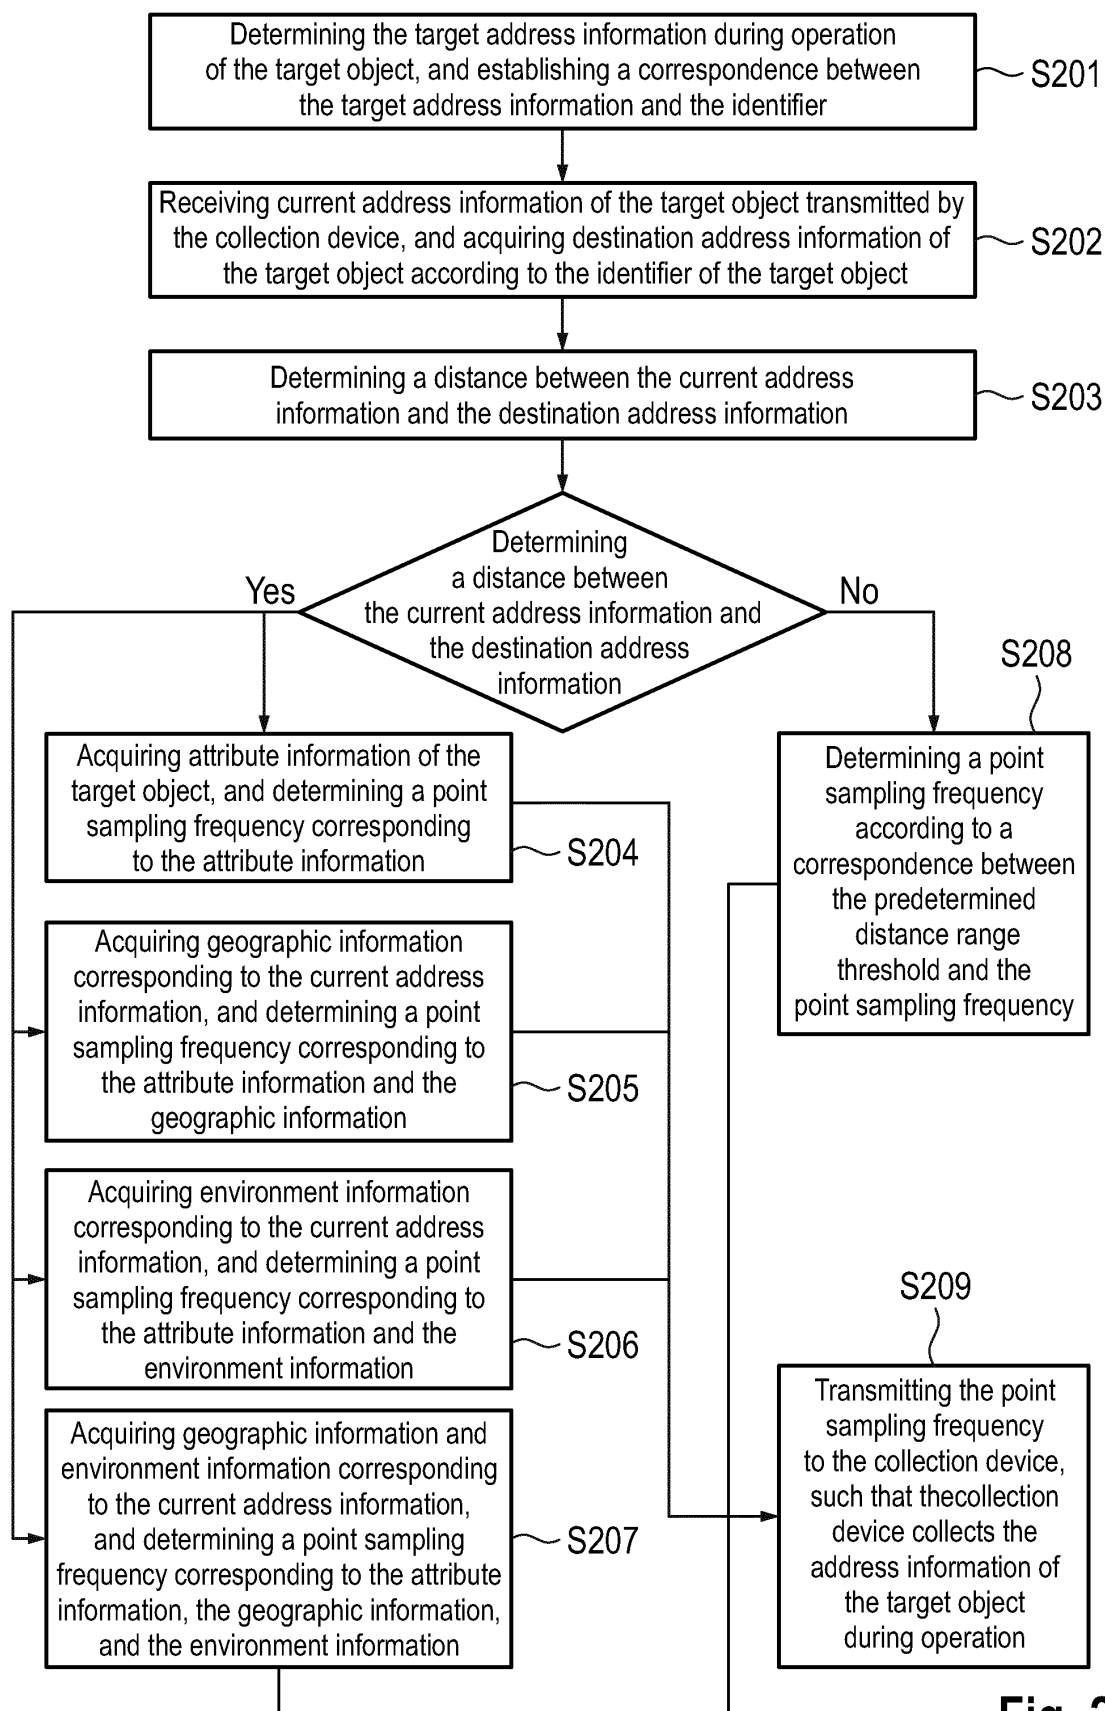 Determining the target address information during operation
of the target object, and establishing a correspondence between
the target address information and the identifier
S201
Receiving current address information of the target object transmitted by
the collection device, and acquiring destination address information of
the target object according to the identifier of the target object
S202
Determining a distance between the current address
information and the destination address information
S203
Determining
a distance between
the current address information and
the destination address
information
Yes
No
Acquiring attribute information of the
target object, and determining a point
sampling frequency corresponding
to the attribute information
S204
Acquiring geographic information
corresponding to the current address
information, and determining a point
sampling frequency corresponding to
the attribute information and the
geographic information
S205
Acquiring environment information
corresponding to the current address
information, and determining a point
sampling frequency corresponding to
the attribute information and the
environment information
S206
Acquiring geographic information and
environment information corresponding
to the current address information,
and determining a point sampling
frequency corresponding to the attribute
information, the geographic information,
and the environment information
S207
S208
Determining a point
sampling frequency
according to a
correspondence between
the predetermined
distance range
threshold and the
point sampling frequency
S209
Transmitting the point
sampling frequency
to the collection device,
such that thecollection
device collects the
address information of
the target object
during operation
Fig.